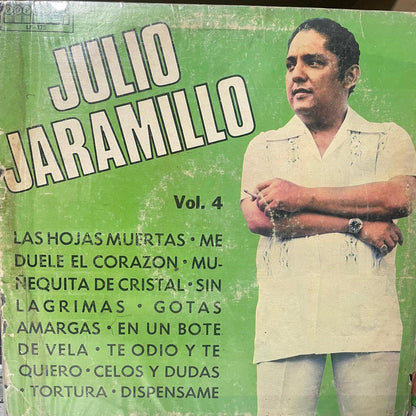 JULIO
JARAMILLO
Vol. 4
LAS HOJAS MUERTAS • ME
DUELE EL CORAZON • MU-
ÑEQUITA DE CRISTAL • SIN
LAGRIMAS • GOTAS
AMARGAS • EN UN BOTE
DE VELA • TE ODIO Y TE
QUIERO • CELOS Y DUDAS
• TORTURA • DISPENSAME